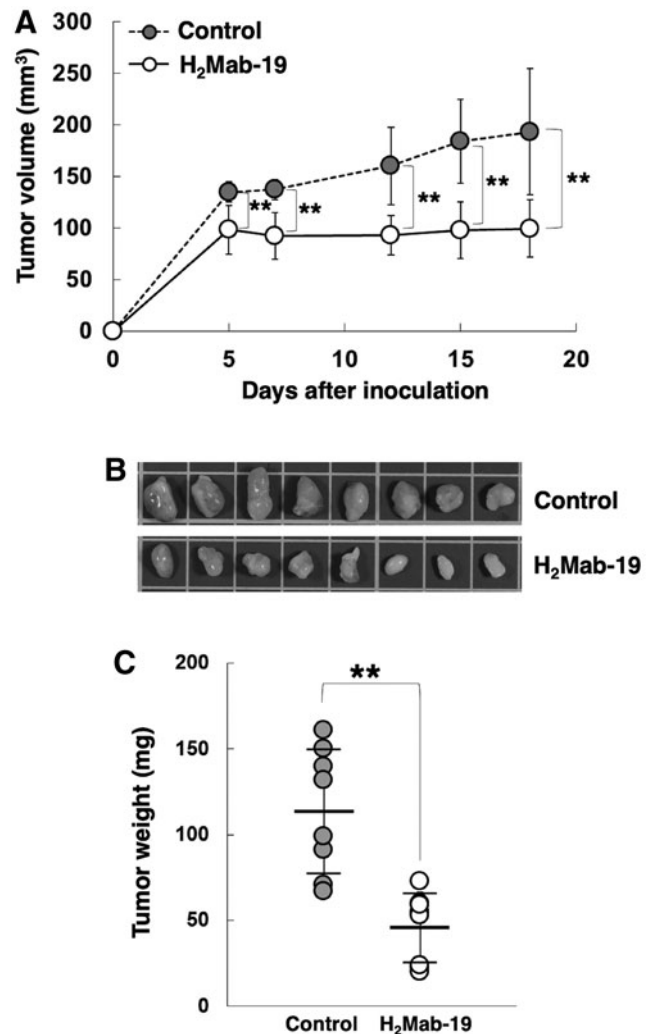 A
300
250
200
150
100
50
0
Tumor volume (mm³)
Control
H₂Mab-19
**
**
**
**
**
0 5 10 15 20
Days after inoculation
B
Control
H₂Mab-19
C
200
150
100
50
0
Tumor weight (mg)
**
Control H₂Mab-19